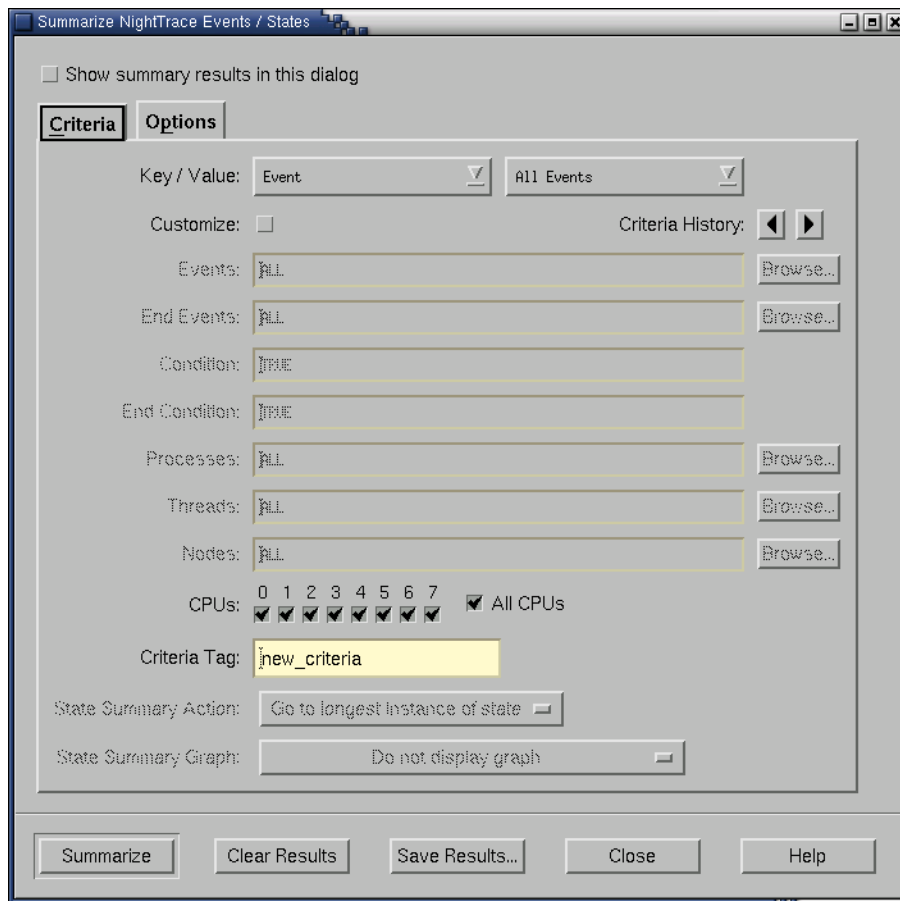 Summarize NightTrace Events / States
Show summary results in this dialog
Criteria Options
Key / Value: Event All Events
Customize: Criteria History:
Events: ALL Browse...
End Events: ALL Browse...
Condition: TRUE
End Condition: TRUE
Processes: ALL Browse...
Threads: ALL Browse...
Nodes: ALL Browse...
0 1 2 3 4 5 6 7
CPUs: All CPUs
Criteria Tag: new_criteria
State Summary Action: Go to longest instance of state
State Summary Graph: Do not display graph
Summarize Clear Results Save Results... Close Help